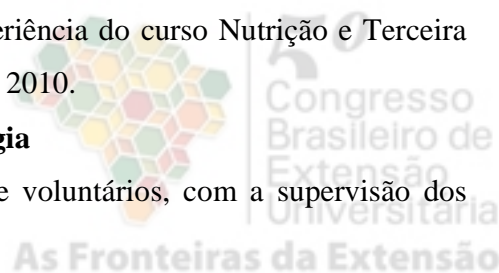 eriência do curso Nutrição e Terceira
2010.
gia
e voluntários, com a supervisão dos
5º
Congresso
Brasileiro de
Extensão
Universitária
As Fronteiras da Extensão